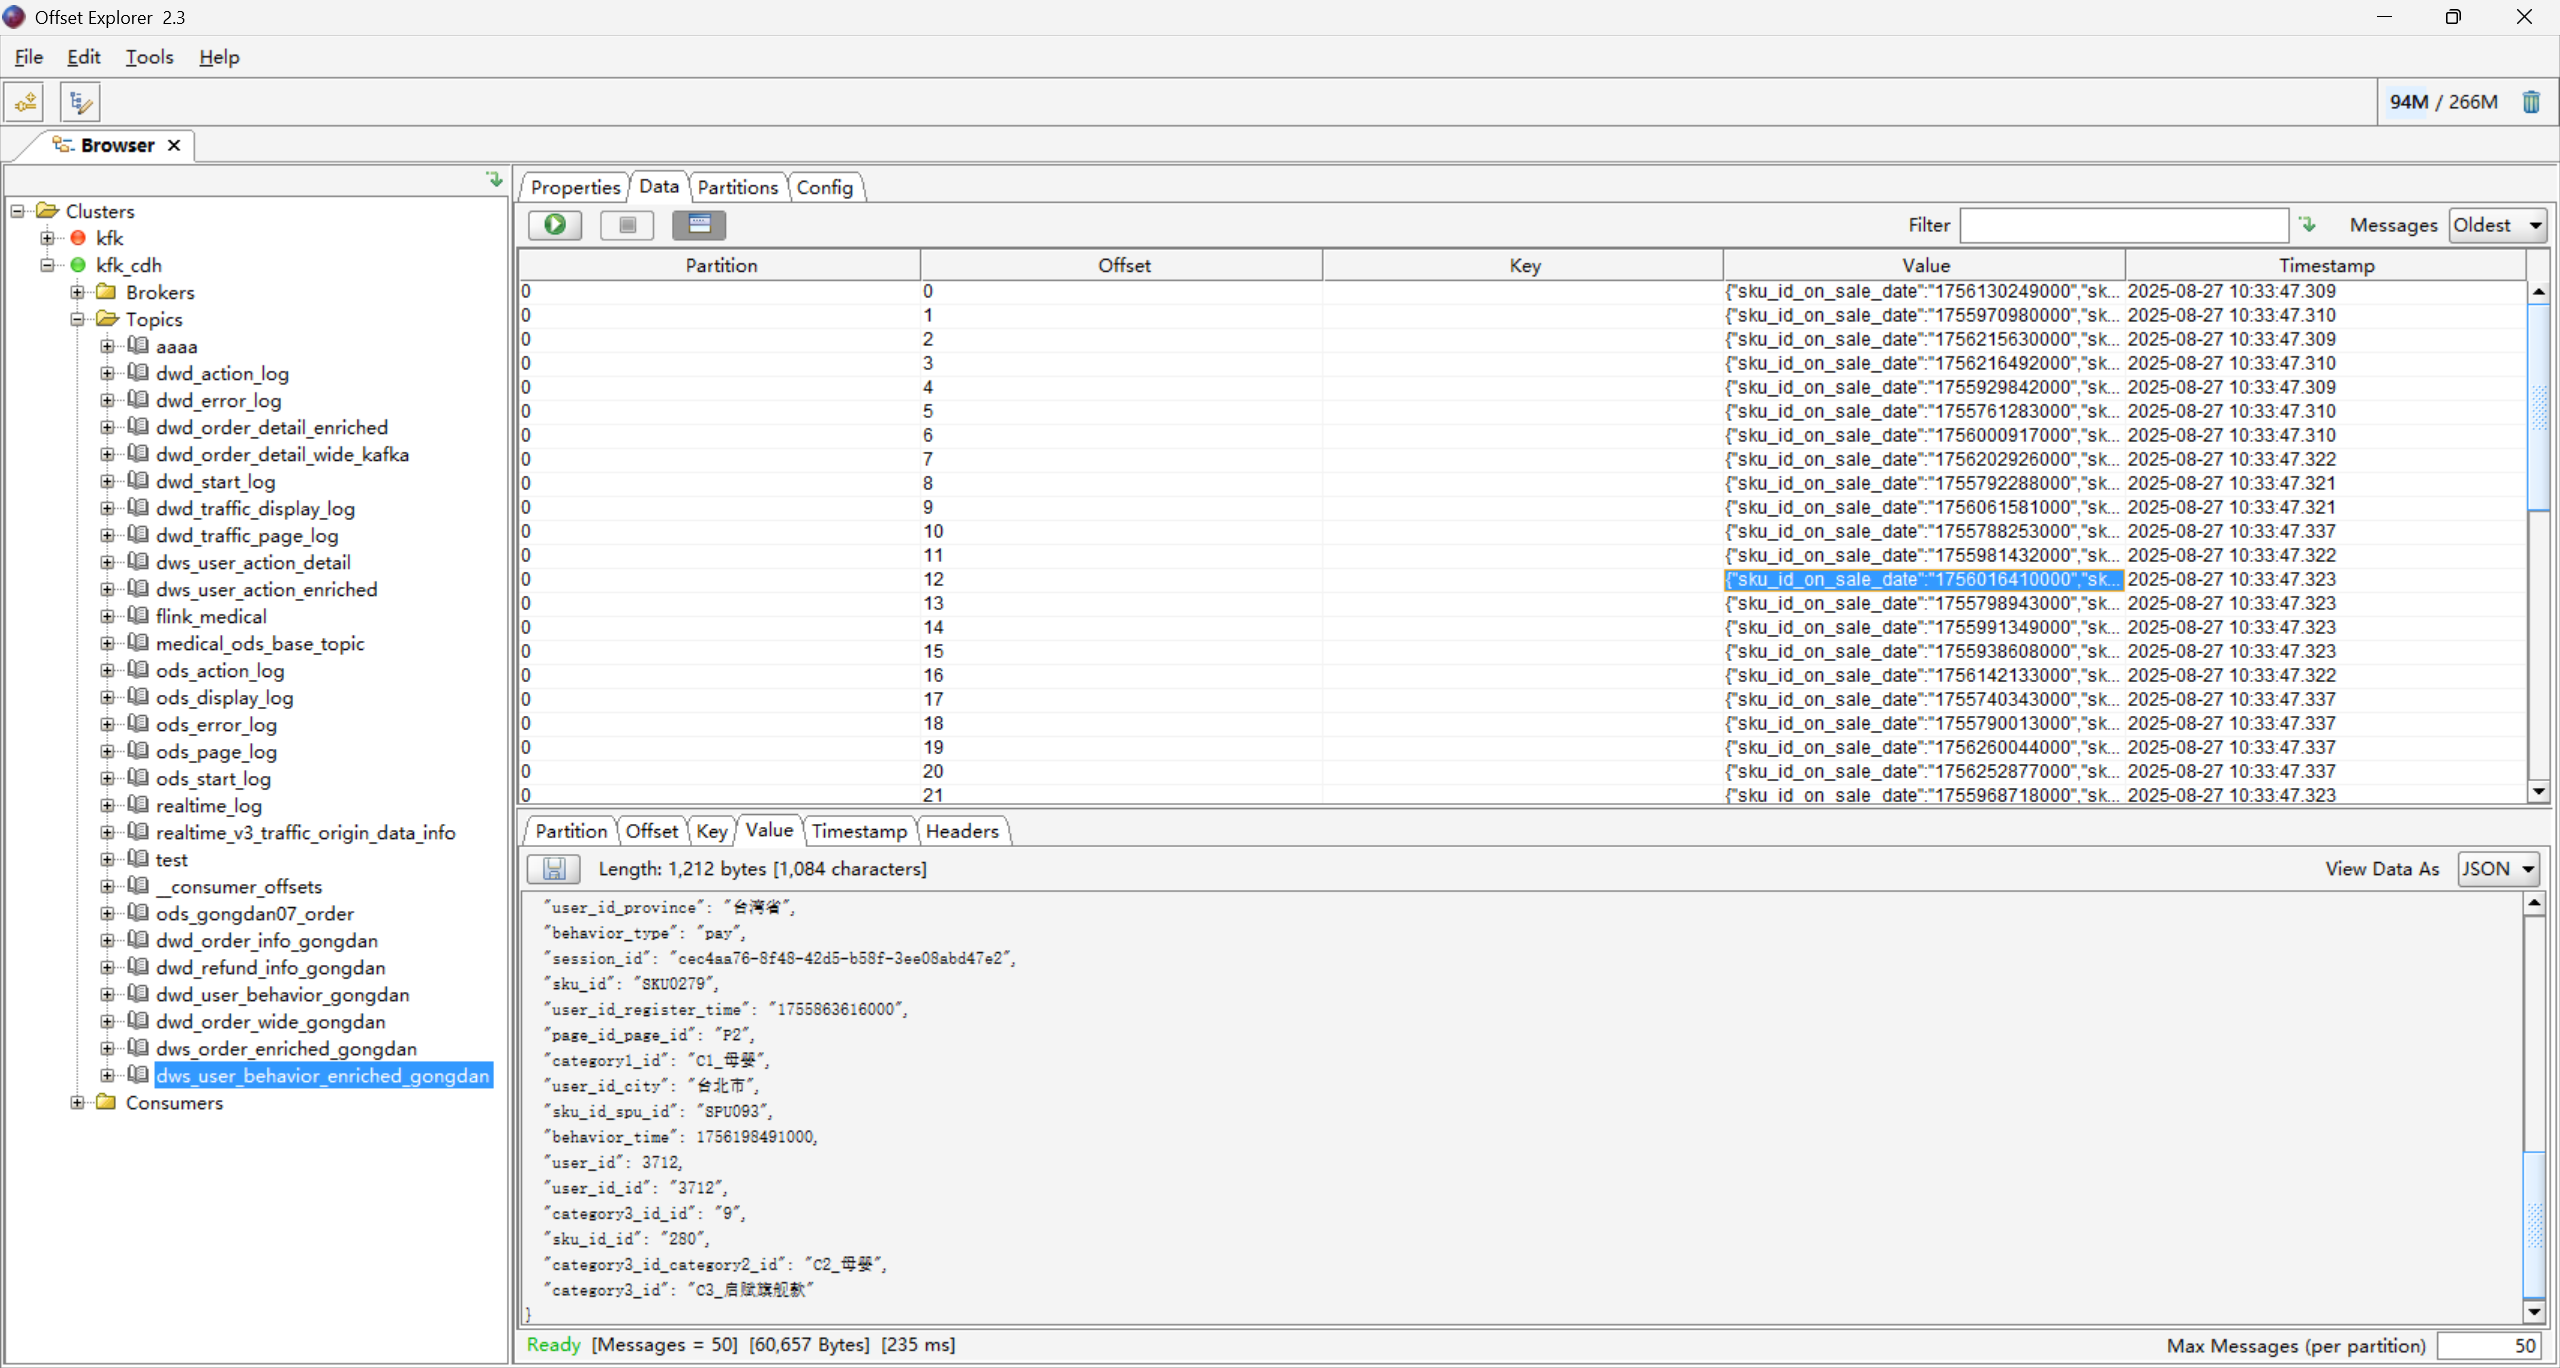 Offset Explorer 2.3
File Edit Tools Help
94M / 266M
Browser
Clusters
kfk
kfk_cdh
Brokers
Topics
aaaa
dwd_action_log
dwd_error_log
dwd_order_detail_enriched
dwd_order_detail_wide_kafka
dwd_start_log
dwd_traffic_display_log
dwd_traffic_page_log
dws_user_action_detail
dws_user_action_enriched
flink_medical
medical_ods_base_topic
ods_action_log
ods_display_log
ods_error_log
ods_page_log
ods_start_log
realtime_log
realtime_v3_traffic_origin_data_info
test
__consumer_offsets
ods_gongdan07_order
dwd_order_info_gongdan
dwd_refund_info_gongdan
dwd_user_behavior_gongdan
dwd_order_wide_gongdan
dws_order_enriched_gongdan
dws_user_behavior_enriched_gongdan
Consumers
Properties Data Partitions Config
Filter Messages Oldest
Partition Offset Key Value Timestamp
0 0 {"sku_id_on_sale_date":"1756130249000","sk... 2025-08-27 10:33:47.309
0 1 {"sku_id_on_sale_date":"1755970980000","sk... 2025-08-27 10:33:47.310
0 2 {"sku_id_on_sale_date":"1756215630000","sk... 2025-08-27 10:33:47.309
0 3 {"sku_id_on_sale_date":"1756216492000","sk... 2025-08-27 10:33:47.310
0 4 {"sku_id_on_sale_date":"1755929842000","sk... 2025-08-27 10:33:47.309
0 5 {"sku_id_on_sale_date":"1755761283000","sk... 2025-08-27 10:33:47.310
0 6 {"sku_id_on_sale_date":"1756000917000","sk... 2025-08-27 10:33:47.310
0 7 {"sku_id_on_sale_date":"1756202926000","sk... 2025-08-27 10:33:47.322
0 8 {"sku_id_on_sale_date":"1755792288000","sk... 2025-08-27 10:33:47.321
0 9 {"sku_id_on_sale_date":"1756061581000","sk... 2025-08-27 10:33:47.321
0 10 {"sku_id_on_sale_date":"1755788253000","sk... 2025-08-27 10:33:47.337
0 11 {"sku_id_on_sale_date":"1755981432000","sk... 2025-08-27 10:33:47.322
0 12 {"sku_id_on_sale_date":"1756016410000","sk... 2025-08-27 10:33:47.323
0 13 {"sku_id_on_sale_date":"1755798943000","sk... 2025-08-27 10:33:47.323
0 14 {"sku_id_on_sale_date":"1755991349000","sk... 2025-08-27 10:33:47.323
0 15 {"sku_id_on_sale_date":"1755938608000","sk... 2025-08-27 10:33:47.323
0 16 {"sku_id_on_sale_date":"1756142133000","sk... 2025-08-27 10:33:47.322
0 17 {"sku_id_on_sale_date":"1755740343000","sk... 2025-08-27 10:33:47.337
0 18 {"sku_id_on_sale_date":"1755790013000","sk... 2025-08-27 10:33:47.337
0 19 {"sku_id_on_sale_date":"1756260044000","sk... 2025-08-27 10:33:47.337
0 20 {"sku_id_on_sale_date":"1756252877000","sk... 2025-08-27 10:33:47.337
0 21 {"sku_id_on_sale_date":"1755968718000","sk... 2025-08-27 10:33:47.323
Partition Offset Key Value Timestamp Headers
Length: 1,212 bytes [1,084 characters] View Data As JSON
"user_id_province": "台湾省",
"behavior_type": "pay",
"session_id": "cec4aa76-8f48-42d5-b58f-3ee08abd47e2",
"sku_id": "SKU0279",
"user_id_register_time": "1755863616000",
"page_id_page_id": "P2",
"category1_id": "C1_母婴",
"user_id_city": "台北市",
"sku_id_spu_id": "SPU093",
"behavior_time": 1756198491000,
"user_id": 3712,
"user_id_id": "3712",
"category3_id_id": "9",
"sku_id_id": "280",
"category3_id_category2_id": "C2_母婴",
"category3_id": "C3_启赋旗舰款"
}
Ready [Messages = 50] [60,657 Bytes] [235 ms] Max Messages (per partition) 50